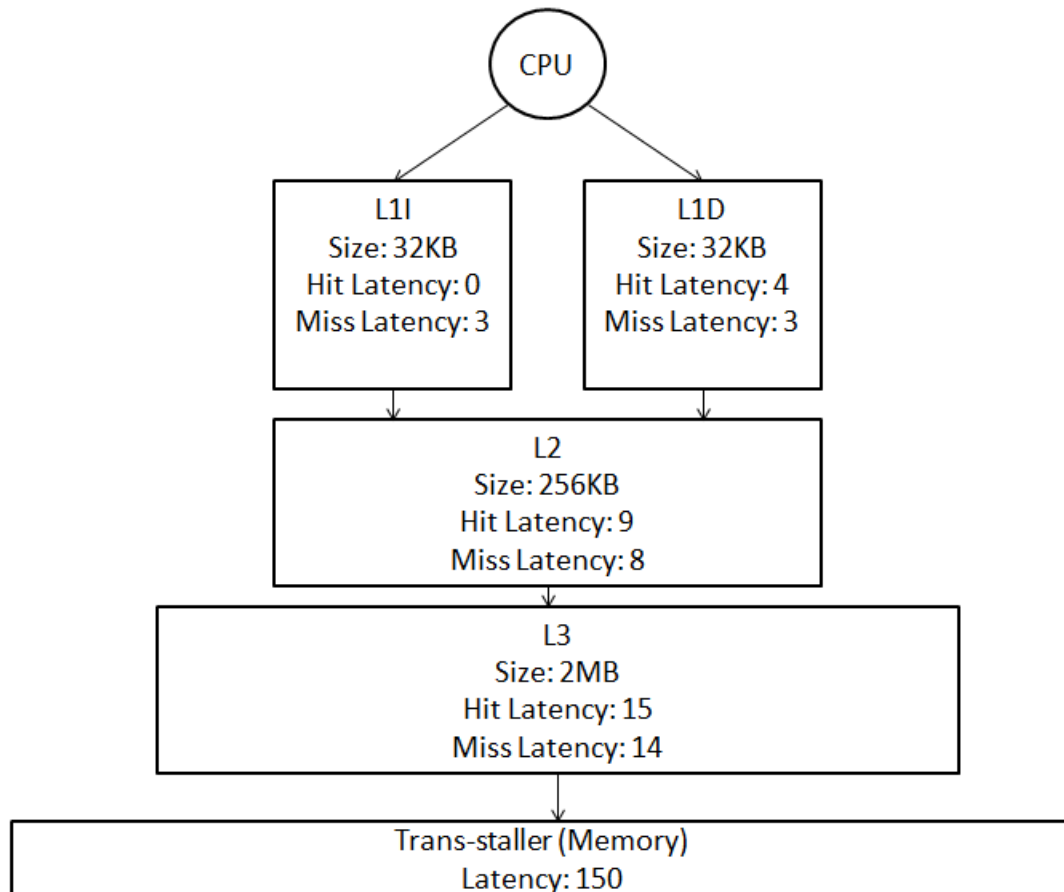 CPU
L1I
Size: 32KB
Hit Latency: 0
Miss Latency: 3
L1D
Size: 32KB
Hit Latency: 4
Miss Latency: 3
L2
Size: 256KB
Hit Latency: 9
Miss Latency: 8
L3
Size: 2MB
Hit Latency: 15
Miss Latency: 14
Trans-staller (Memory)
Latency: 150